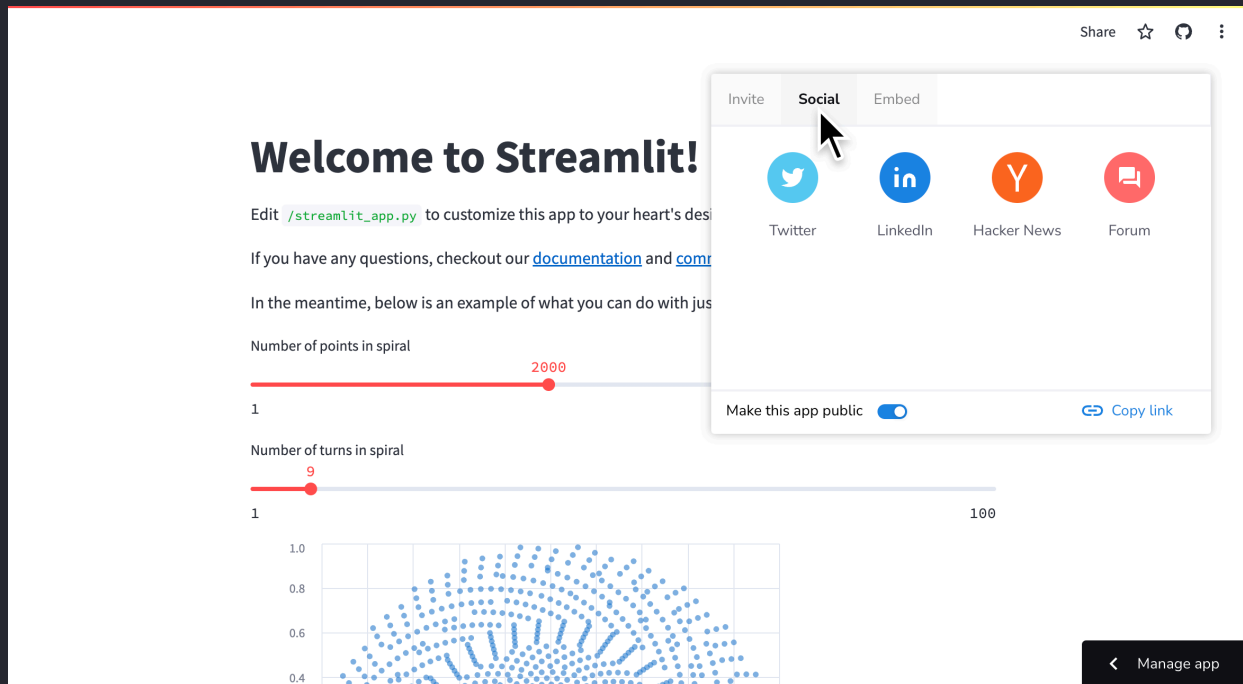 Share
Invite Social Embed
Twitter LinkedIn Hacker News Forum
Make this app public Copy link
Welcome to Streamlit!
Edit /streamlit_app.py to customize this app to your heart's
If you have any questions, checkout our documentation and
In the meantime, below is an example of what you can do with
Number of points in spiral
2000
1
Number of turns in spiral
9
1 100
1.0
0.8
0.6
0.4
Manage app